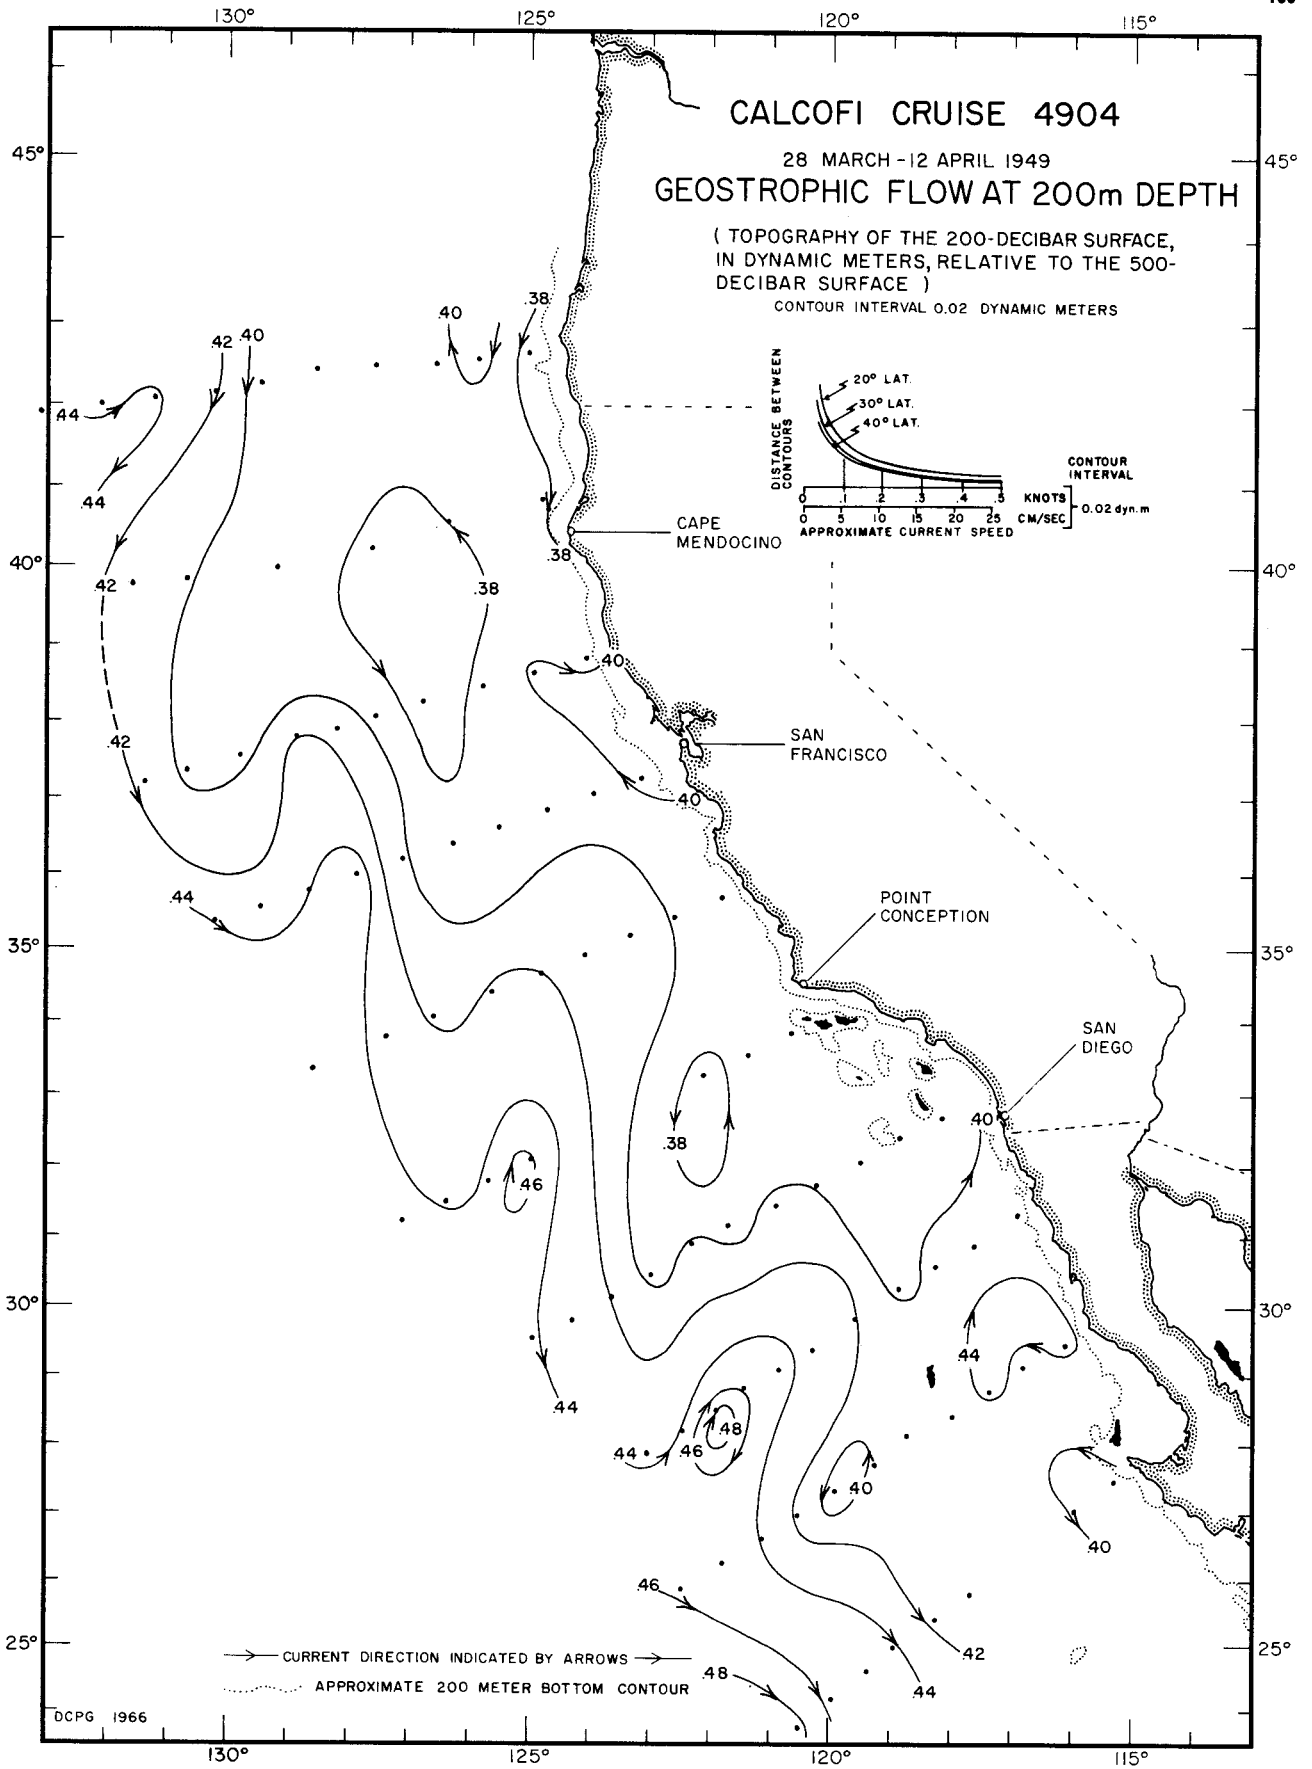 130°
125°
120°
115°
CALCOFI CRUISE 4904
28 MARCH - 12 APRIL 1949
GEOSTROPHIC FLOW AT 200m DEPTH
( TOPOGRAPHY OF THE 200-DECIBAR SURFACE,
IN DYNAMIC METERS, RELATIVE TO THE 500-
DECIBAR SURFACE )
CONTOUR INTERVAL 0.02 DYNAMIC METERS
45°
45°
DISTANCE BETWEEN
CONTOURS
20° LAT.
30° LAT.
40° LAT.
CONTOUR
INTERVAL
0 .1 .2 .3 .4 .5 KNOTS
0.02 dyn.m
0 5 10 15 20 25 CM/SEC
APPROXIMATE CURRENT SPEED
.38
.40
.42
.40
.44
.44
CAPE
MENDOCINO
.38
40°
40°
.42
.38
.40
.42
SAN
FRANCISCO
.40
.44
POINT
CONCEPTION
35°
35°
SAN
DIEGO
.40
.38
.46
30°
30°
.44
.44
.48
.44
.46
.40
.40
.46
25°
25°
.42
.48
.44
CURRENT DIRECTION INDICATED BY ARROWS
APPROXIMATE 200 METER BOTTOM CONTOUR
DCPG 1966
130°
125°
120°
115°